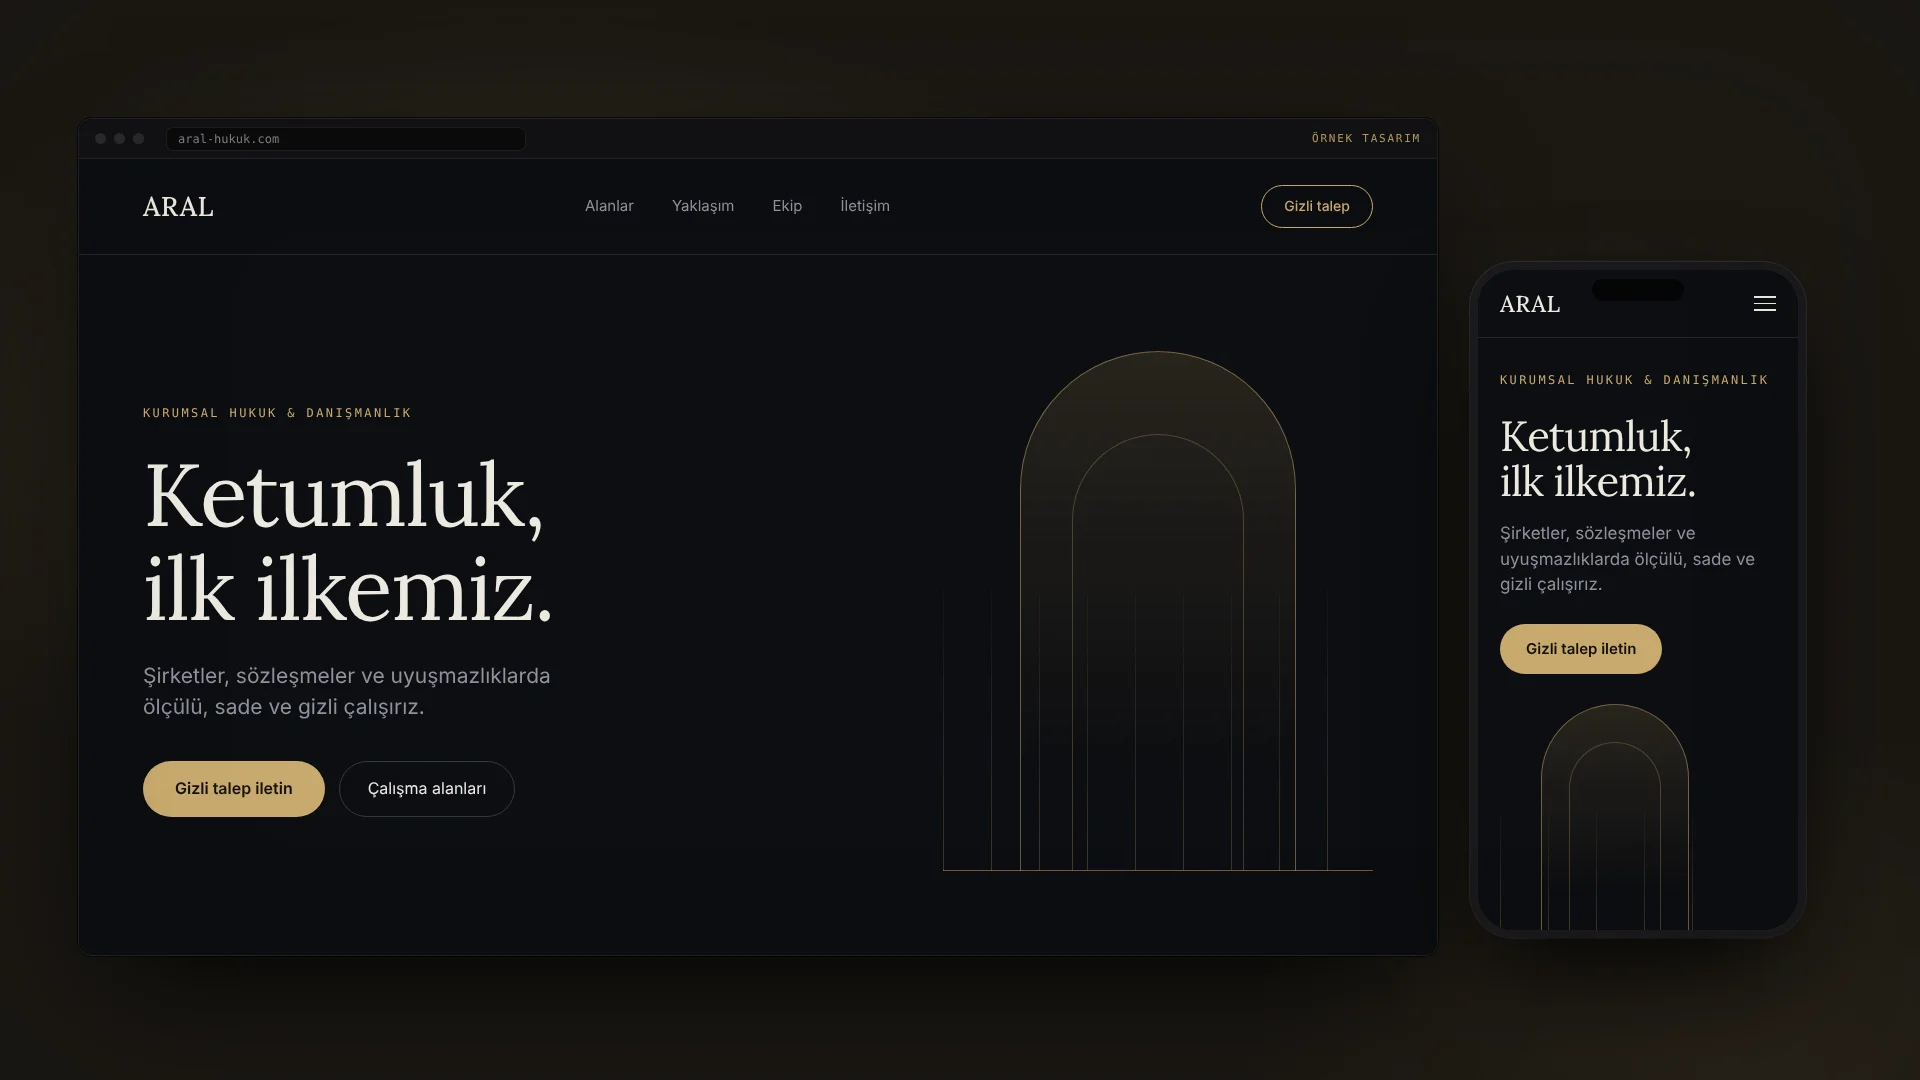 aral-hukuk.com
ÖRNEK TASARIM
ARAL
Alanlar
Yaklaşım
Ekip
İletişim
Gizli talep
KURUMSAL HUKUK & DANIŞMANLIK
Ketumluk,
ilk ilkemiz.
Şirketler, sözleşmeler ve uyuşmazlıklarda
ölçülü, sade ve gizli çalışırız.
Gizli talep iletin
Çalışma alanları
ARAL
KURUMSAL HUKUK & DANIŞMANLIK
Ketumluk,
ilk ilkemiz.
Şirketler, sözleşmeler ve
uyuşmazlıklarda ölçülü, sade ve
gizli çalışırız.
Gizli talep iletin